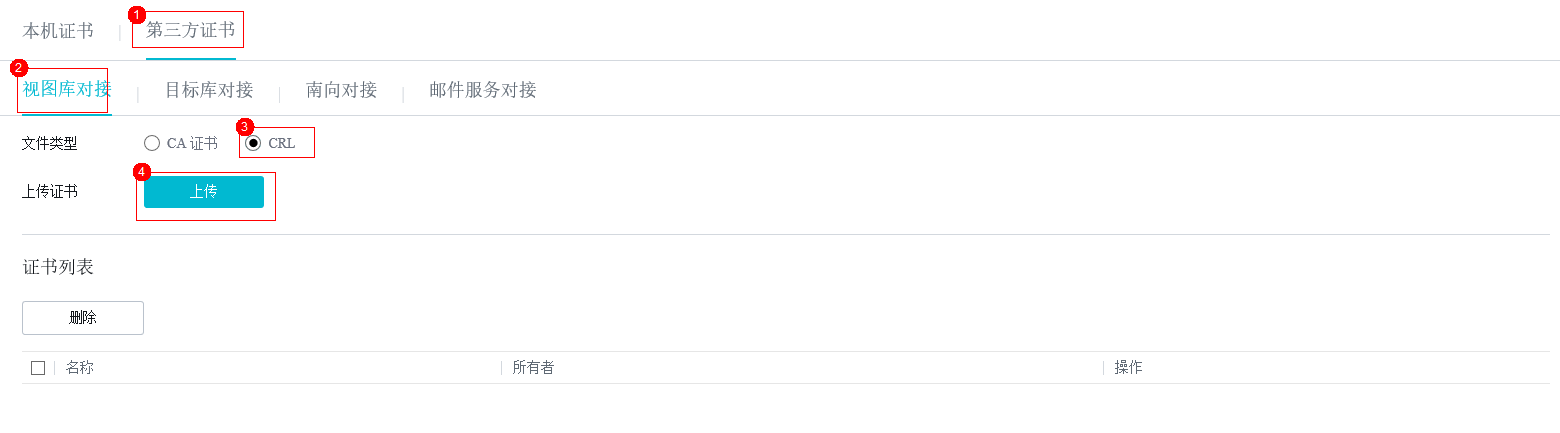 本机证书 1 第三方证书
2 视图库对接 目标库对接 南向对接 邮件服务对接
文件类型 CA 证书 3 CRL
上传证书 4 上传
证书列表
删除
名称 所有者 操作